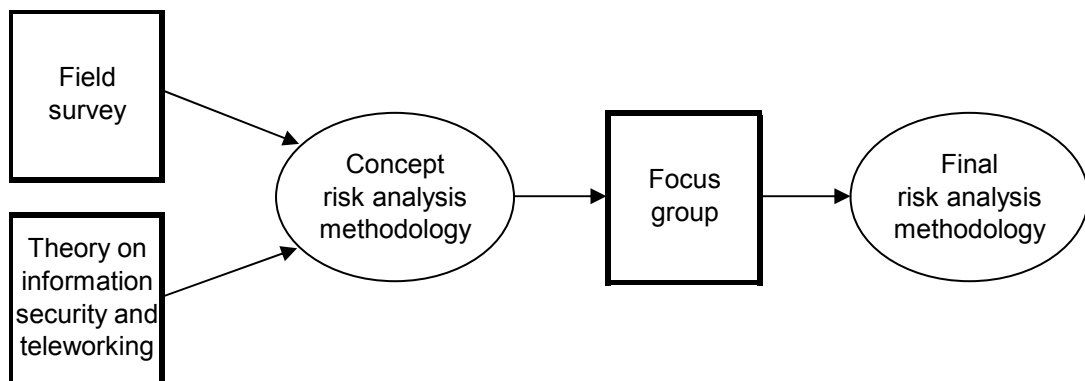 Field
survey
Theory on
information
security and
teleworking
Concept
risk analysis
methodology
Focus
group
Final
risk analysis
methodology